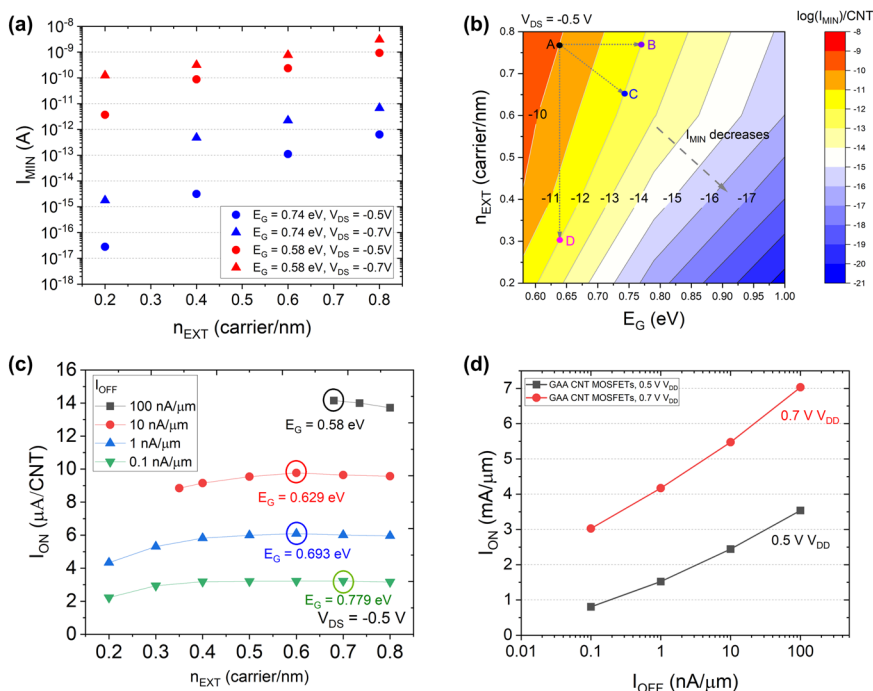 (a)
10⁻⁸
10⁻⁹
10⁻¹⁰
10⁻¹¹
10⁻¹²
10⁻¹³
10⁻¹⁴
10⁻¹⁵
10⁻¹⁶
10⁻¹⁷
10⁻¹⁸
I_MIN (A)
E_G = 0.74 eV, V_DS = -0.5V
E_G = 0.74 eV, V_DS = -0.7V
E_G = 0.58 eV, V_DS = -0.5V
E_G = 0.58 eV, V_DS = -0.7V
0.2 0.3 0.4 0.5 0.6 0.7 0.8
n_EXT (carrier/nm)
(b)
V_DS = -0.5 V
log(I_MIN)/CNT
0.8
0.7
0.6
0.5
0.4
0.3
0.2
n_EXT (carrier/nm)
A
B
C
D
-10
I_MIN decreases
-11 -12 -13 -14 -15 -16 -17
0.60 0.65 0.70 0.75 0.80 0.85 0.90 0.95 1.00
E_G (eV)
-8
-9
-10
-11
-12
-13
-14
-15
-16
-17
-18
-19
-20
-21
(c)
16
14
12
10
8
6
4
2
0
I_ON (μA/CNT)
I_OFF
100 nA/μm
10 nA/μm
1 nA/μm
0.1 nA/μm
E_G = 0.58 eV
E_G = 0.629 eV
E_G = 0.693 eV
E_G = 0.779 eV
V_DS = -0.5 V
0.2 0.3 0.4 0.5 0.6 0.7 0.8
n_EXT (carrier/nm)
(d)
7
6
5
4
3
2
1
0
I_ON (mA/μm)
GAA CNT MOSFETs, 0.5 V V_DD
GAA CNT MOSFETs, 0.7 V V_DD
0.7 V V_DD
0.5 V V_DD
0.01 0.1 1 10 100
I_OFF (nA/μm)